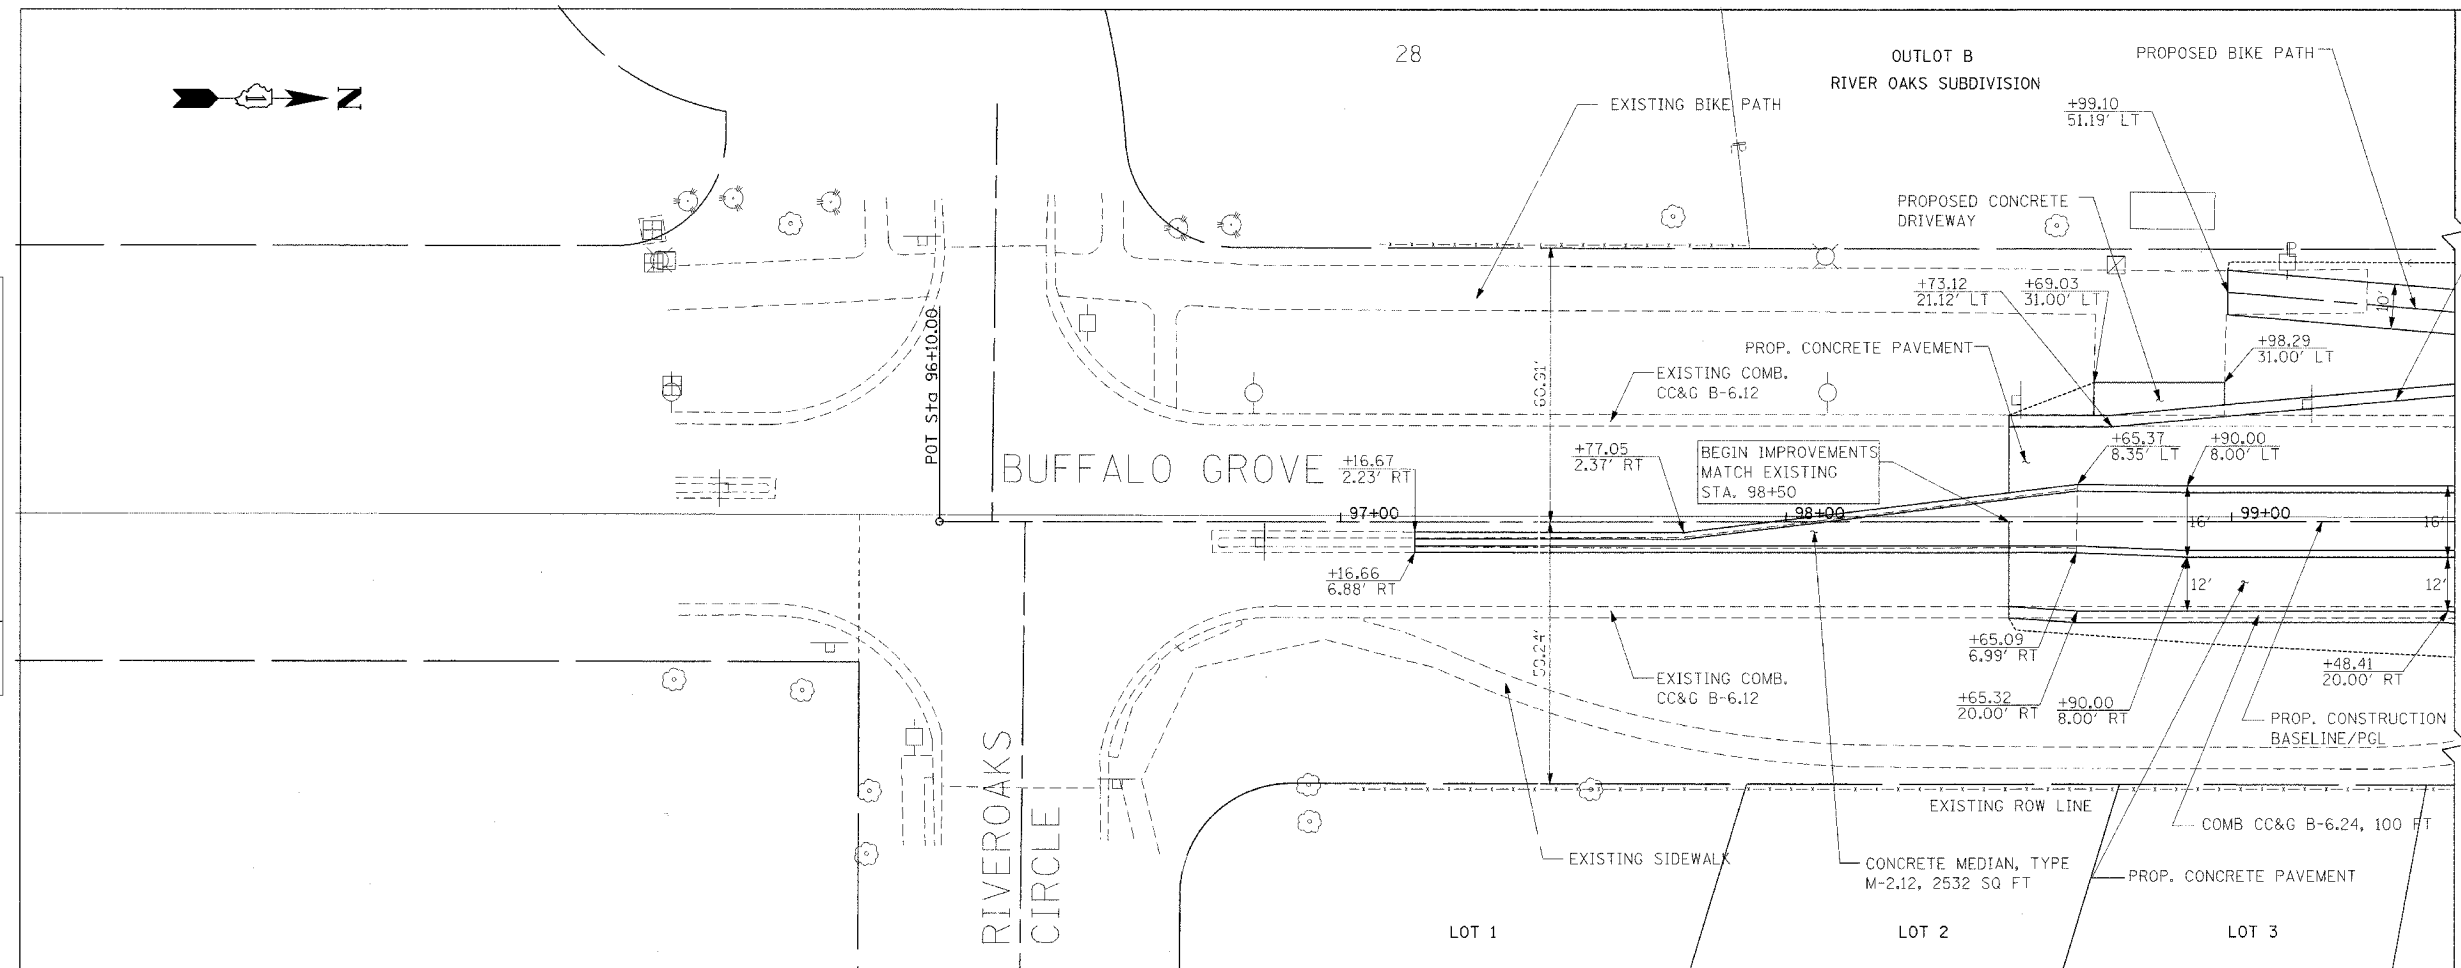 28
OUTLOT B
RIVER OAKS SUBDIVISION
PROPOSED BIKE PATH
N
EXISTING BIKE PATH
+99.10
51.19' LT
PROPOSED CONCRETE
DRIVEWAY
+73.12
21.12' LT
+69.03
31.00' LT
10'
POT Sta 96+10.00
60.91'
PROP. CONCRETE PAVEMENT
+98.29
31.00' LT
EXISTING COMB.
CC&G B-6.12
BUFFALO GROVE
+16.67
2.23' RT
+77.05
2.37' RT
BEGIN IMPROVEMENTS
MATCH EXISTING
STA. 98+50
+65.37
8.35' LT
+90.00
8.00' LT
97+00
98+00
99+00
16'
16'
+16.66
6.88' RT
12'
12'
+65.09
6.99' RT
+48.41
20.00' RT
EXISTING COMB.
CC&G B-6.12
+65.32
20.00' RT
+90.00
8.00' RT
PROP. CONSTRUCTION
BASELINE/PGL
RIVEROAKS
CIRCLE
EXISTING ROW LINE
COMB CC&G B-6.24, 100 FT
EXISTING SIDEWALK
CONCRETE MEDIAN, TYPE
M-2.12, 2532 SQ FT
PROP. CONCRETE PAVEMENT
LOT 1
LOT 2
LOT 3